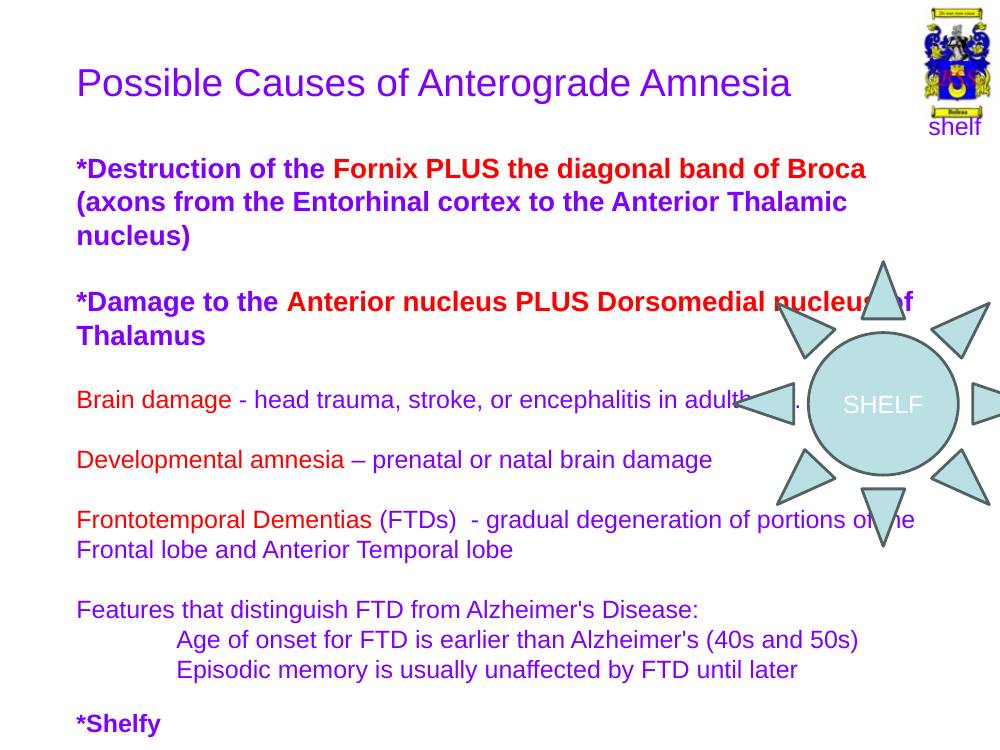 Possible Causes of Anterograde Amnesia
shelf
*Destruction of the Fornix PLUS the diagonal band of Broca
(axons from the Entorhinal cortex to the Anterior Thalamic
nucleus)
*Damage to the Anterior nucleus PLUS Dorsomedial nucleus of
Thalamus
Brain damage - head trauma, stroke, or encephalitis in
SHELF
Developmental amnesia – prenatal or natal brain damage
Frontotemporal Dementias (FTDs)  - gradual degeneration of portions of the
Frontal lobe and Anterior Temporal lobe
Features that distinguish FTD from Alzheimer's Disease:
Age of onset for FTD is earlier than Alzheimer's (40s and 50s)
Episodic memory is usually unaffected by FTD until later
*Shelfy